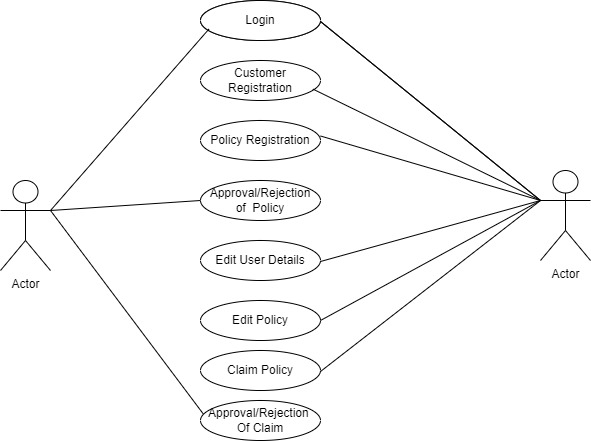 Login
Customer
Registration
Policy Registration
Approval/Rejection
of Policy
Actor
Actor
Edit User Details
Edit Policy
Claim Policy
Approval/Rejection
Of Claim